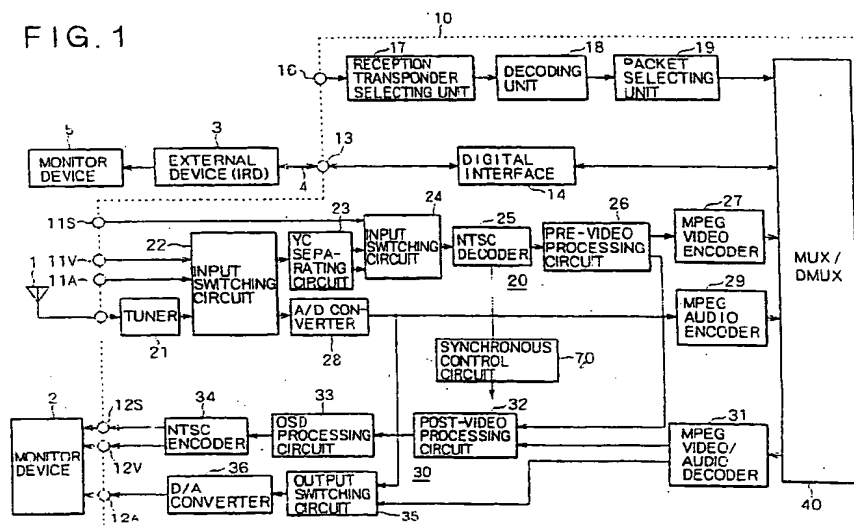 FIG. 1
10
17
18
19
16
RECEPTION
TRANSPONDER
SELECTING UNIT
DECODING
UNIT
PACKET
SELECTING
UNIT
5
3
13
MONITOR
DEVICE
EXTERNAL
DEVICE (IRD)
4
DIGITAL
INTERFACE
14
11S
11V
11A
1
22
INPUT
SWITCHING
CIRCUIT
23
YC
SEPA-
RATING
CIRCUIT
24
INPUT
SWITCHING
CIRCUIT
25
NTSC
DECODER
20
26
PRE-VIDEO
PROCESSING
CIRCUIT
27
MPEG
VIDEO
ENCODER
MUX /
DMUX
TUNER
21
A/D CON-
VERTER
28
29
MPEG
AUDIO
ENCODER
SYNCHRONOUS
CONTROL
CIRCUIT
70
2
MONITOR
DEVICE
12S
12V
12A
34
NTSC
ENCODER
33
OSD
PROCESSING
CIRCUIT
32
POST-VIDEO
PROCESSING
CIRCUIT
30
31
MPEG
VIDEO/
AUDIO
DECODER
36
D/A
CONVERTER
OUTPUT
SWITCHING
CIRCUIT
35
40